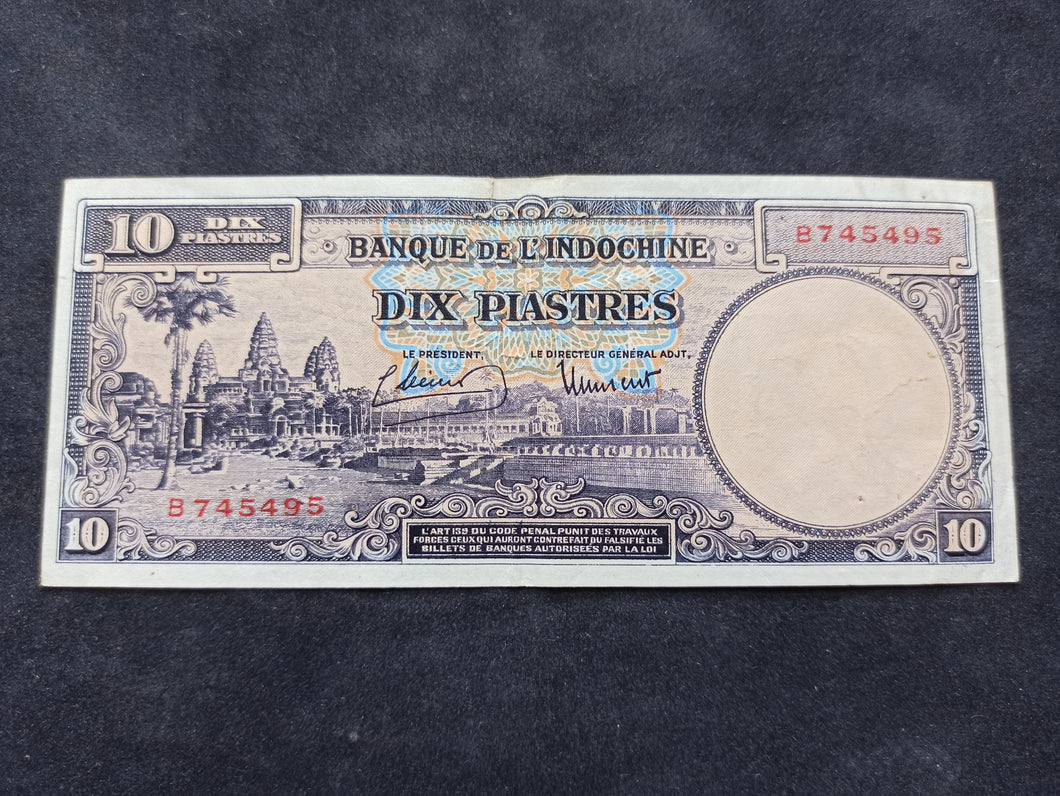 10 DIX
PIASTRES
BANQUE DE L'INDOCHINE
B745495
DIX PIASTRES
LE PRÉSIDENT,
LE DIRECTEUR GÉNÉRAL ADJT,
B745495
10
L'ART 139 DU CODE PENAL PUNIT DES TRAVAUX
FORCES CEUX QUI AURONT CONTREFAIT OU FALSIFIÉ LES
BILLETS DE BANQUES AUTORISÉES PAR LA LOI
10